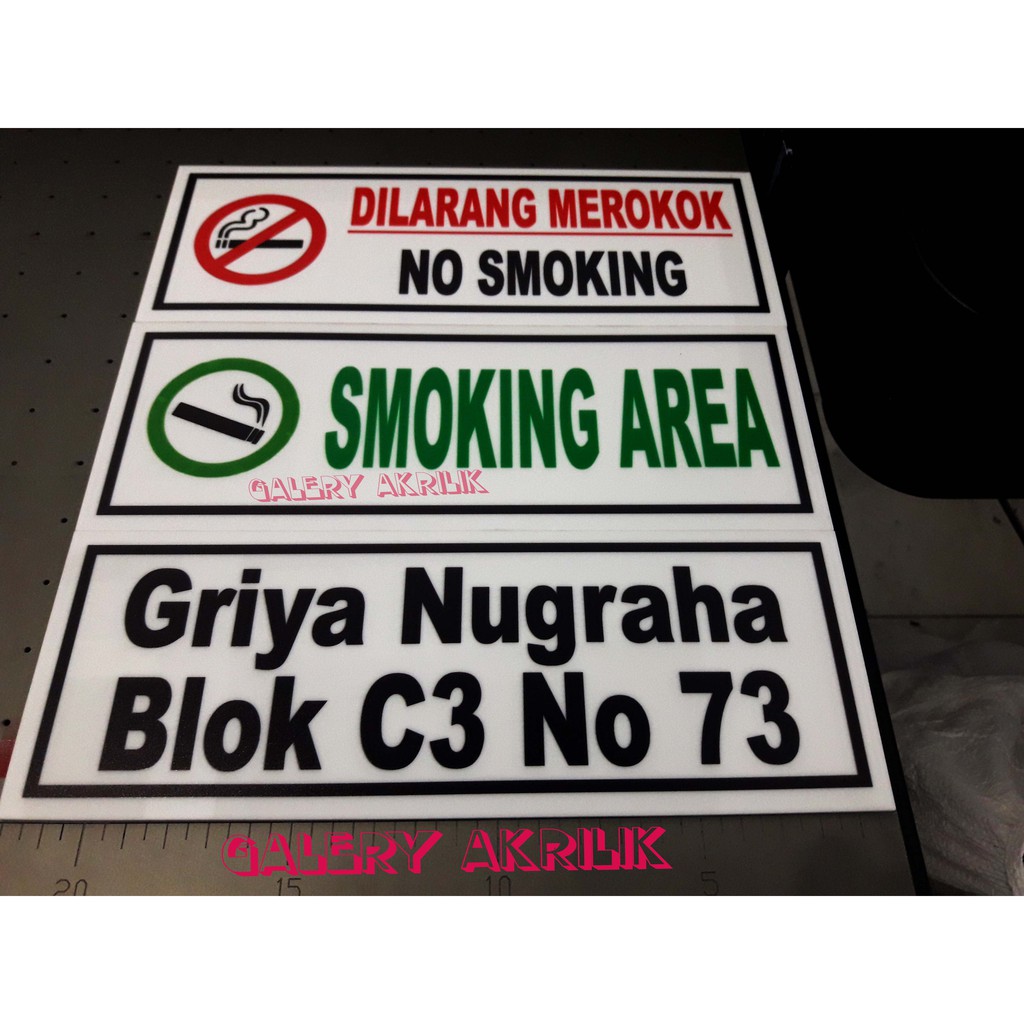 DILARANG MEROKOK
NO SMOKING
SMOKING AREA
GALERY AKRILIK
Griya Nugraha
Blok C3 No 73
GALERY AKRILIK
20 15 10 5